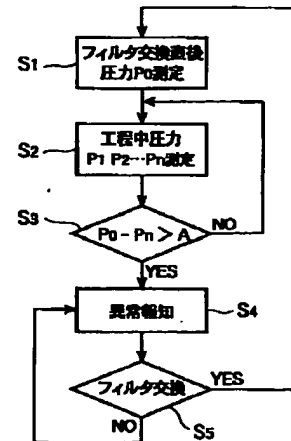 S1
フィルタ交換直後
圧力P0測定
S2
工程中圧力
P1 P2…Pn測定
S3
P0－Pn＞A
NO
YES
異常報知
S4
フィルタ交換
YES
NO
S5